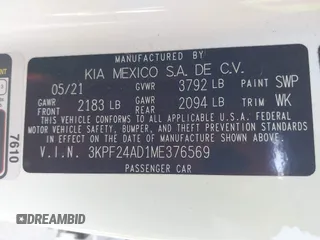 KIA MEXICO S.A. DE C.V.
05/21 GVWR 3792 LB PAINT SWP
GAWR FRONT 2183 LB GAWR REAR 2094 LB TRIM WK
THIS VEHICLE CONFORMS TO ALL APPLICABLE U.S.A. FEDERAL
MOTOR VEHICLE SAFETY, BUMPER, AND THEFT PREVENTION STANDARDS
IN EFFECT ON THE DATE OF MANUFACTURE SHOWN ABOVE.
V.I.N. 3KPF24AD1ME376569
PASSENGER CAR
7610
DREAMBID